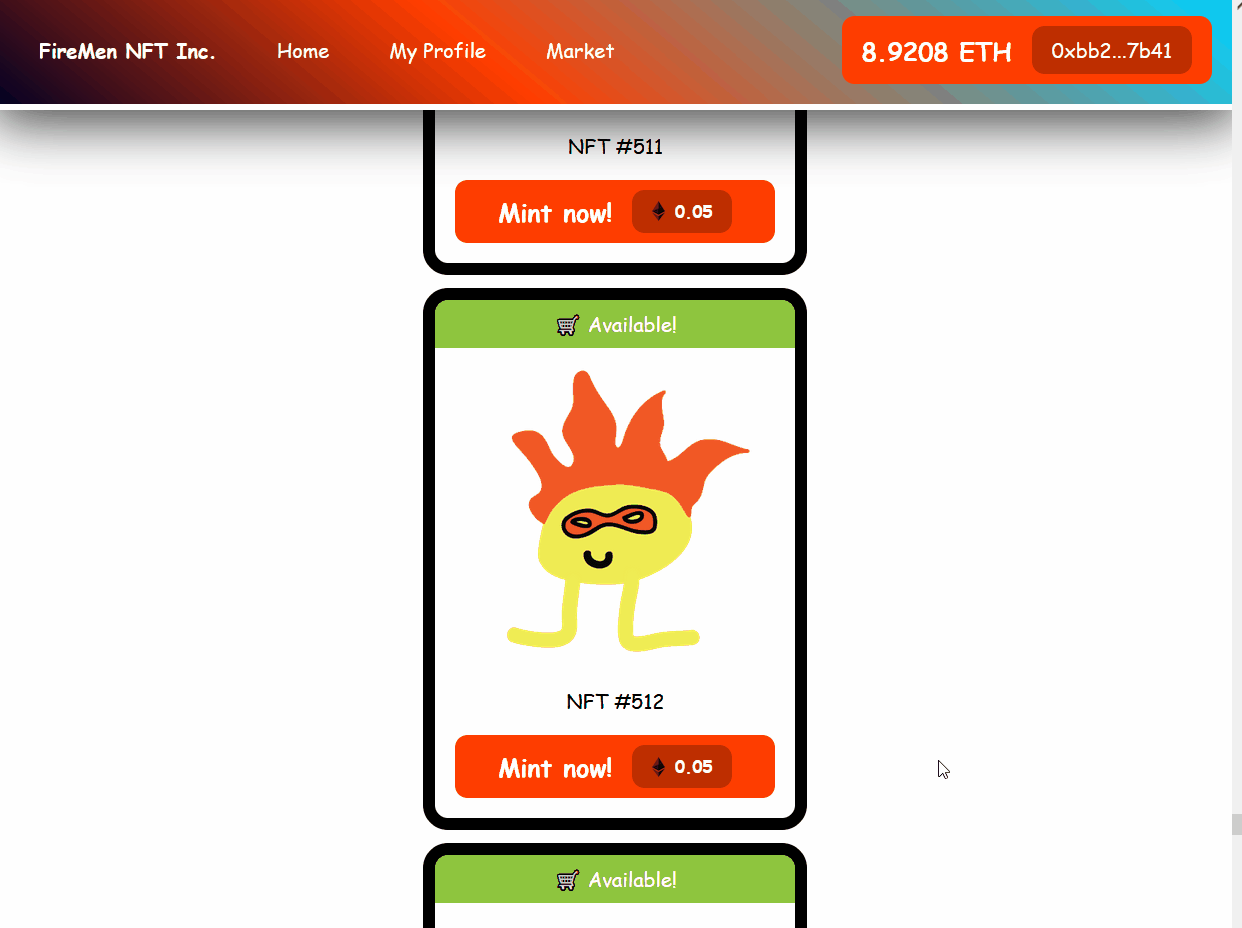 FireMen NFT Inc. Home My Profile Market 8.9208 ETH 0xbb2...7b41
NFT #511
Mint now! 0.05
Available!
NFT #512
Mint now! 0.05
Available!